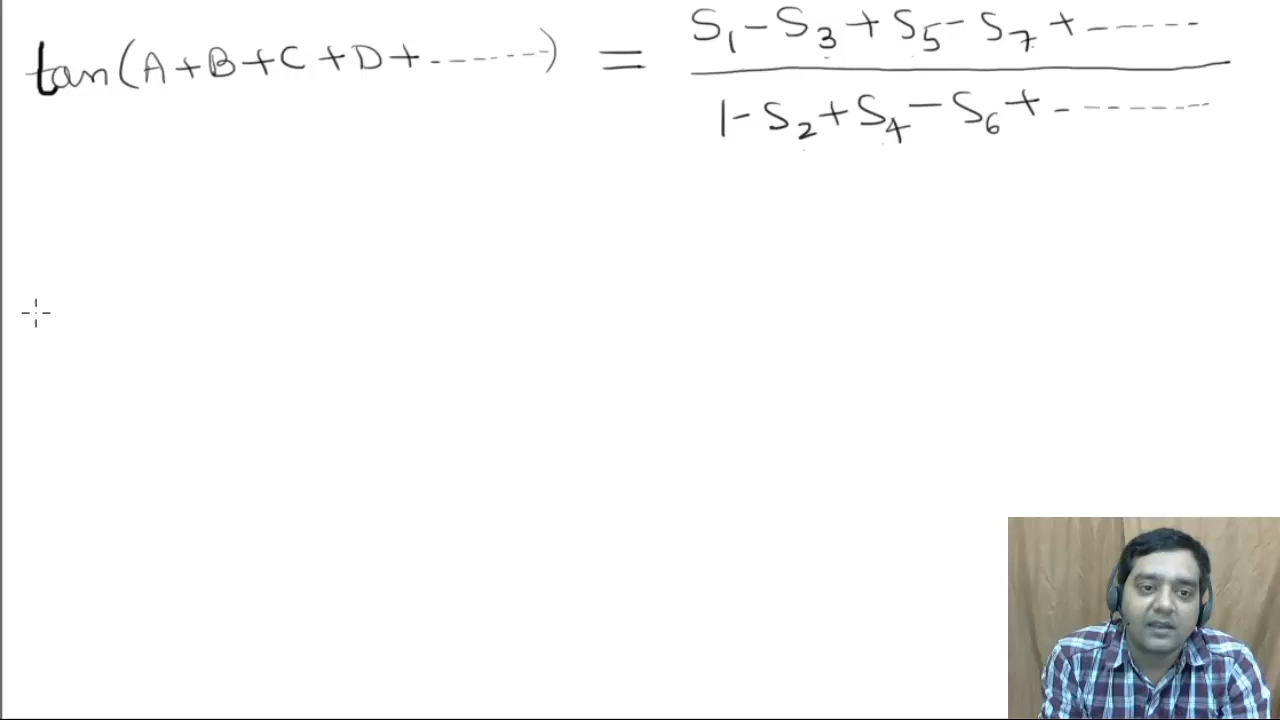 tan(A+B+C+D+------) = S₁-S₃+S₅-S₇+-----
1-S₂+S₄-S₆+--------